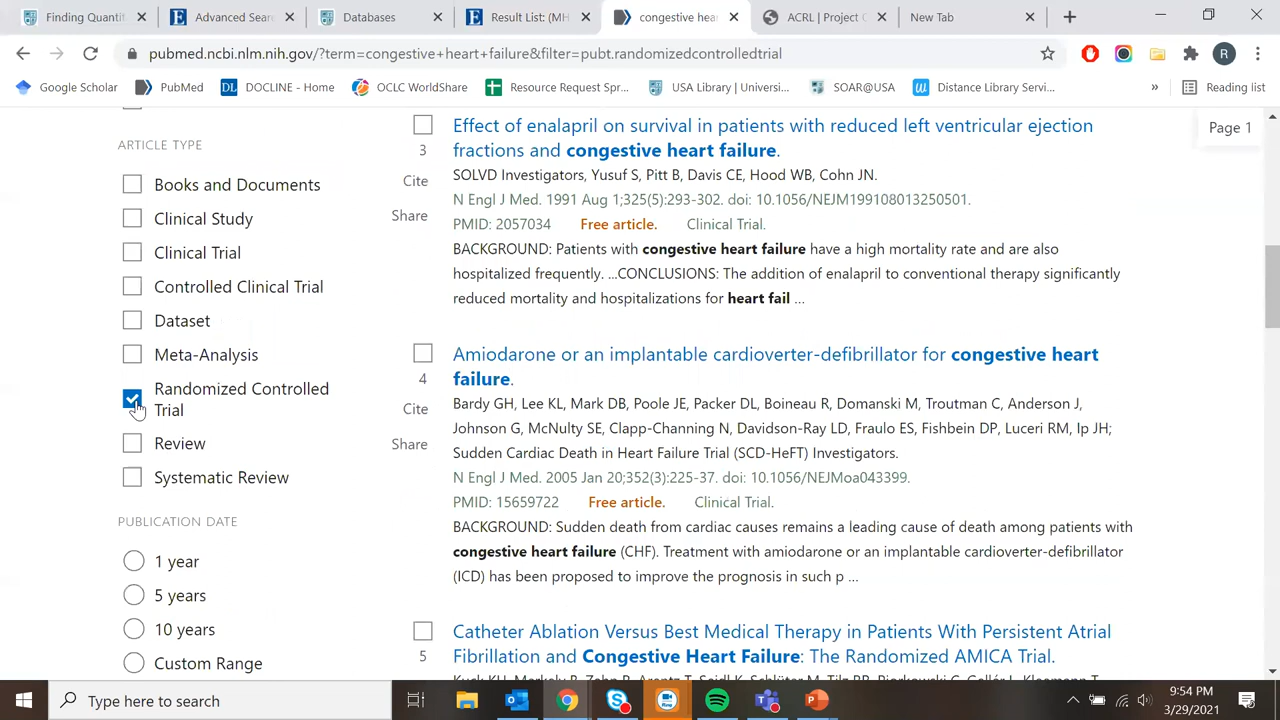 Finding Quantit
Advanced Sear
Databases
Result List: (MH
congestive hea
ACRL | Project
New Tab
pubmed.ncbi.nlm.nih.gov/?term=congestive+heart+failure&filter=pubt.randomizedcontrolledtrial
R
Google Scholar
PubMed
DL DOCLINE - Home
OCLC WorldShare
Resource Request Spr...
USA Library | Universi...
SOAR@USA
Distance Library Servi...
»
Reading list
Page 1
ARTICLE TYPE
Books and Documents
Clinical Study
Clinical Trial
Controlled Clinical Trial
Dataset
Meta-Analysis
Randomized Controlled
Trial
Review
Systematic Review
PUBLICATION DATE
1 year
5 years
10 years
Custom Range
3
Cite
Share
Effect of enalapril on survival in patients with reduced left ventricular ejection
fractions and congestive heart failure.
SOLVD Investigators, Yusuf S, Pitt B, Davis CE, Hood WB, Cohn JN.
N Engl J Med. 1991 Aug 1;325(5):293-302. doi: 10.1056/NEJM199108013250501.
PMID: 2057034 Free article. Clinical Trial.
BACKGROUND: Patients with congestive heart failure have a high mortality rate and are also
hospitalized frequently. ...CONCLUSIONS: The addition of enalapril to conventional therapy significantly
reduced mortality and hospitalizations for heart fail ...
4
Cite
Share
Amiodarone or an implantable cardioverter-defibrillator for congestive heart
failure.
Bardy GH, Lee KL, Mark DB, Poole JE, Packer DL, Boineau R, Domanski M, Troutman C, Anderson J,
Johnson G, McNulty SE, Clapp-Channing N, Davidson-Ray LD, Fraulo ES, Fishbein DP, Luceri RM, Ip JH;
Sudden Cardiac Death in Heart Failure Trial (SCD-HeFT) Investigators.
N Engl J Med. 2005 Jan 20;352(3):225-37. doi: 10.1056/NEJMoa043399.
PMID: 15659722 Free article. Clinical Trial.
BACKGROUND: Sudden death from cardiac causes remains a leading cause of death among patients with
congestive heart failure (CHF). Treatment with amiodarone or an implantable cardioverter-defibrillator
(ICD) has been proposed to improve the prognosis in such p ...
5
Catheter Ablation Versus Best Medical Therapy in Patients With Persistent Atrial
Fibrillation and Congestive Heart Failure: The Randomized AMICA Trial.
Type here to search
9:54 PM
3/29/2021